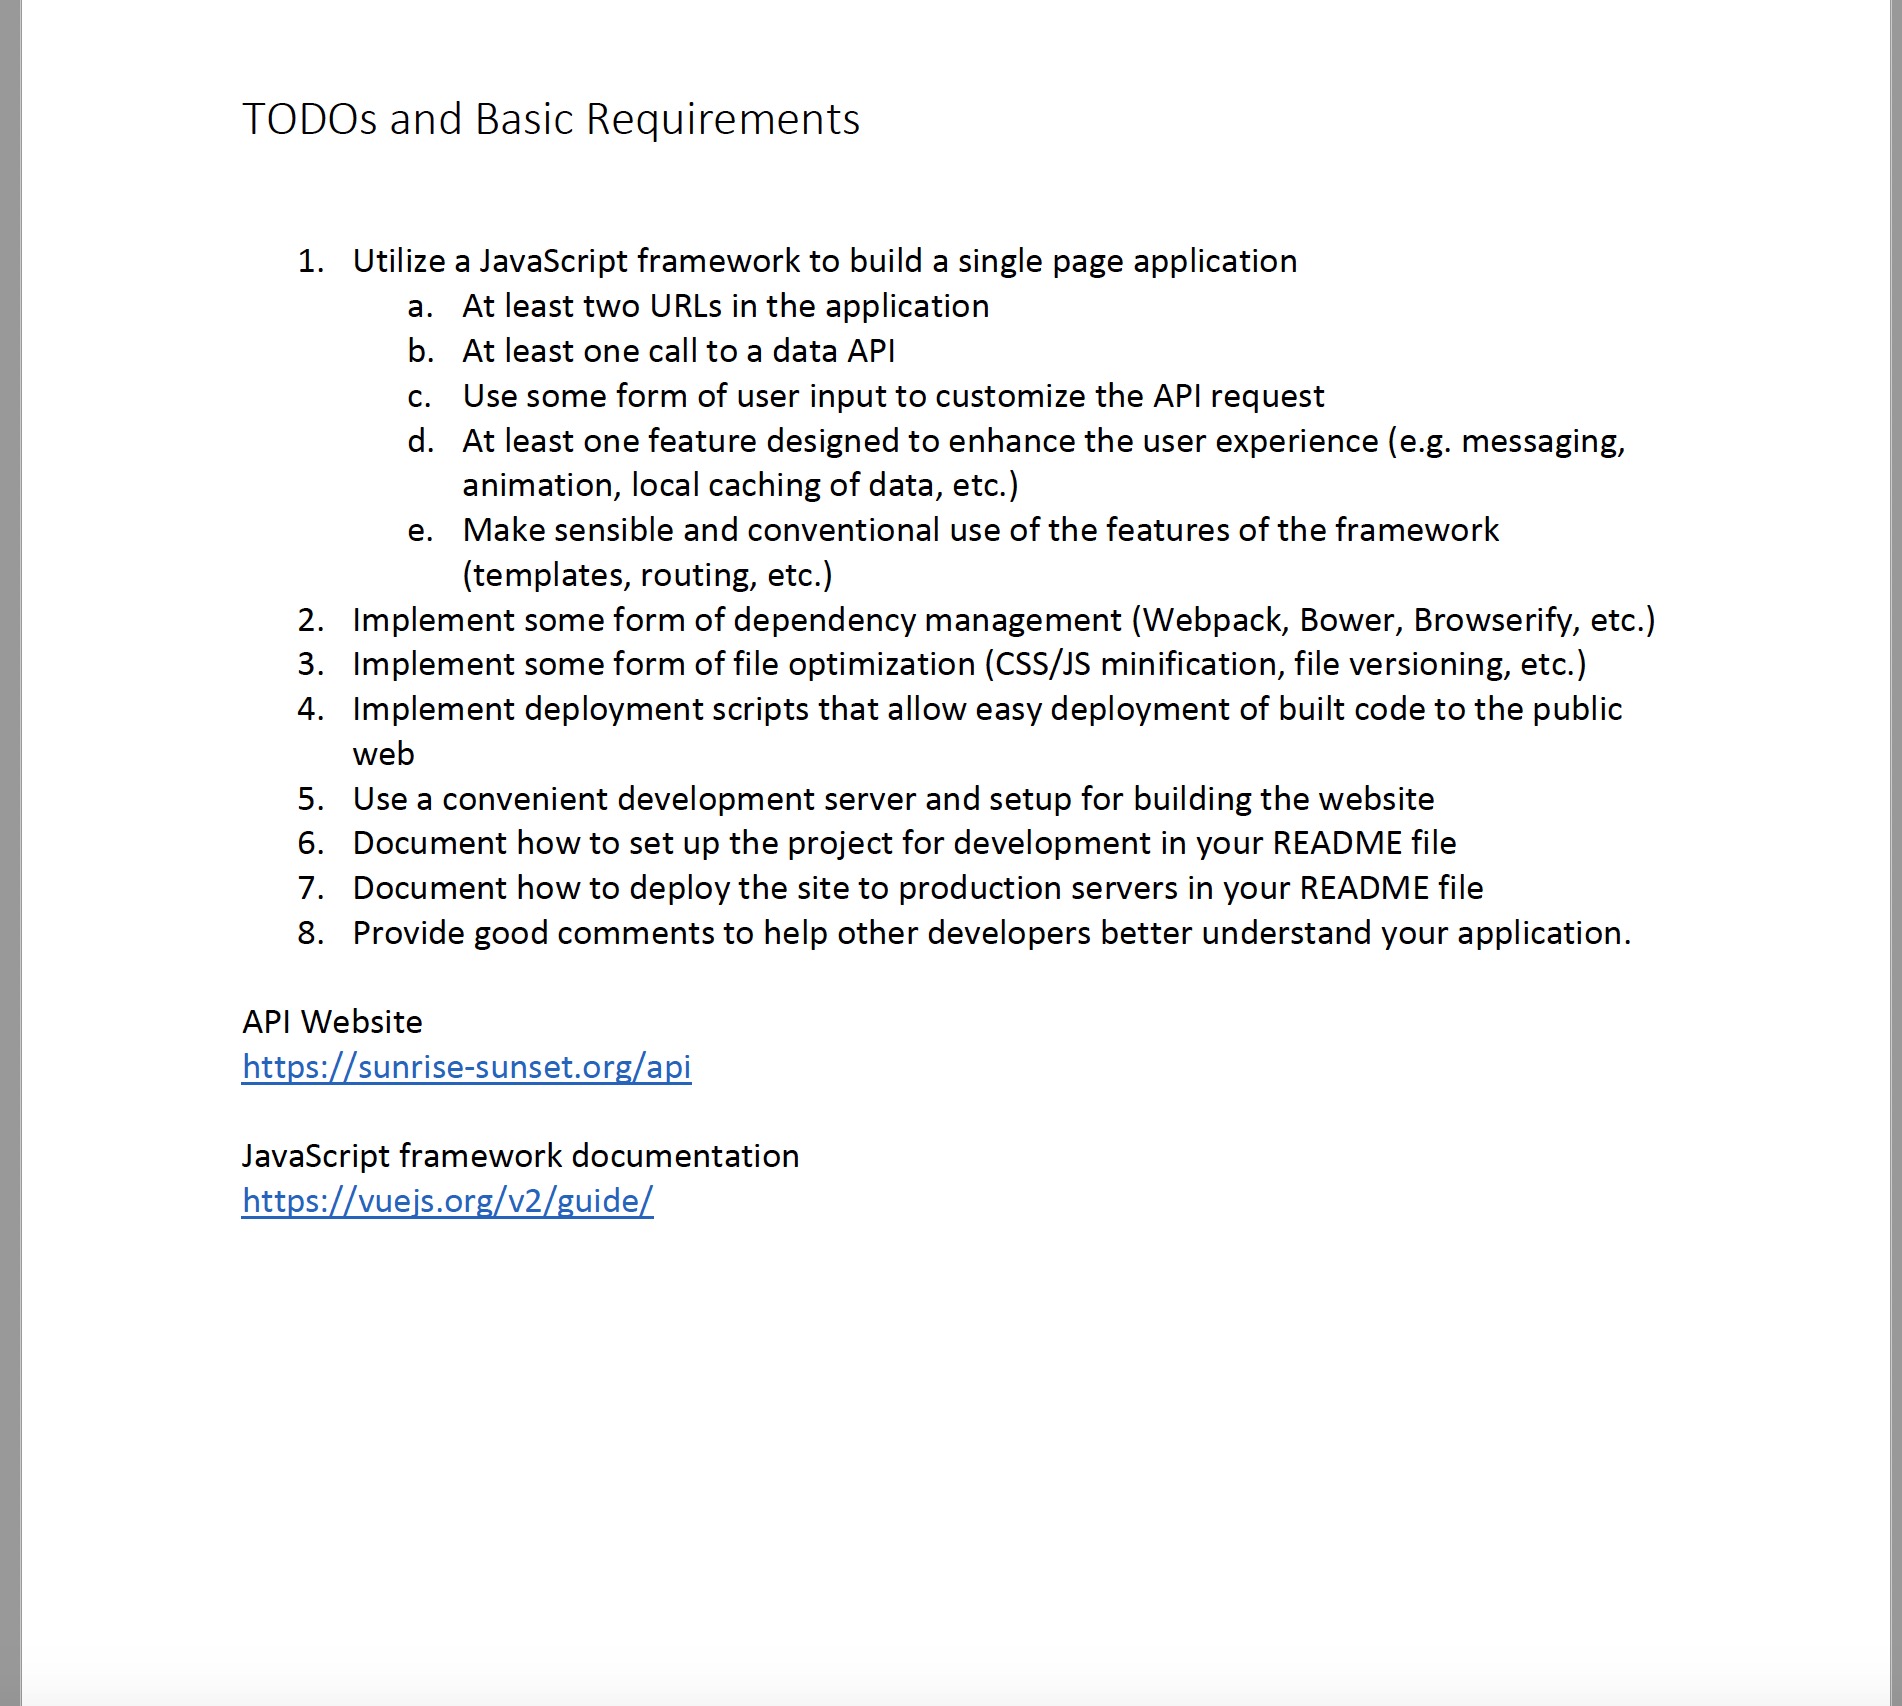 TODOs and Basic Requirements
1. Utilize a JavaScript framework to build a single page application
a. At least two URLs in the application
b. At least one call to a data API
c. Use some form of user input to customize the API request
d. At least one feature designed to enhance the user experience (e.g. messaging,
animation, local caching of data, etc.)
e. Make sensible and conventional use of the features of the framework
(templates, routing, etc.)
2. Implement some form of dependency management (Webpack, Bower, Browserify, etc.)
3. Implement some form of file optimization (CSS/JS minification, file versioning, etc.)
4. Implement deployment scripts that allow easy deployment of built code to the public
web
5. Use a convenient development server and setup for building the website
6. Document how to set up the project for development in your README file
7. Document how to deploy the site to production servers in your README file
8. Provide good comments to help other developers better understand your application.
API Website
https://sunrise-sunset.org/api
JavaScript framework documentation
https://vuejs.org/v2/guide/